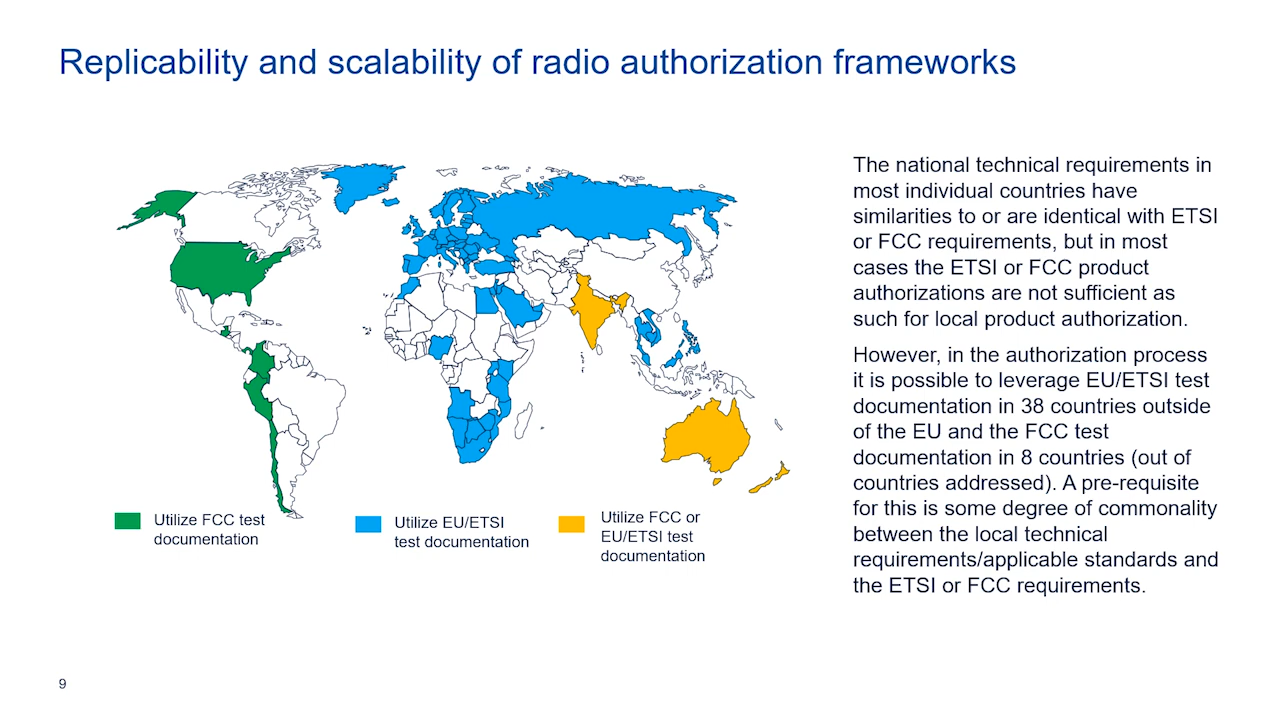 Replicability and scalability of radio authorization frameworks
The national technical requirements in
most individual countries have
similarities to or are identical with ETSI
or FCC requirements, but in most
cases the ETSI or FCC product
authorizations are not sufficient as
such for local product authorization.
However, in the authorization process
it is possible to leverage EU/ETSI test
documentation in 38 countries outside
of the EU and the FCC test
documentation in 8 countries (out of
countries addressed). A pre-requisite
for this is some degree of commonality
between the local technical
requirements/applicable standards and
the ETSI or FCC requirements.
Utilize FCC test
documentation
Utilize EU/ETSI
test documentation
Utilize FCC or
EU/ETSI test
documentation
9